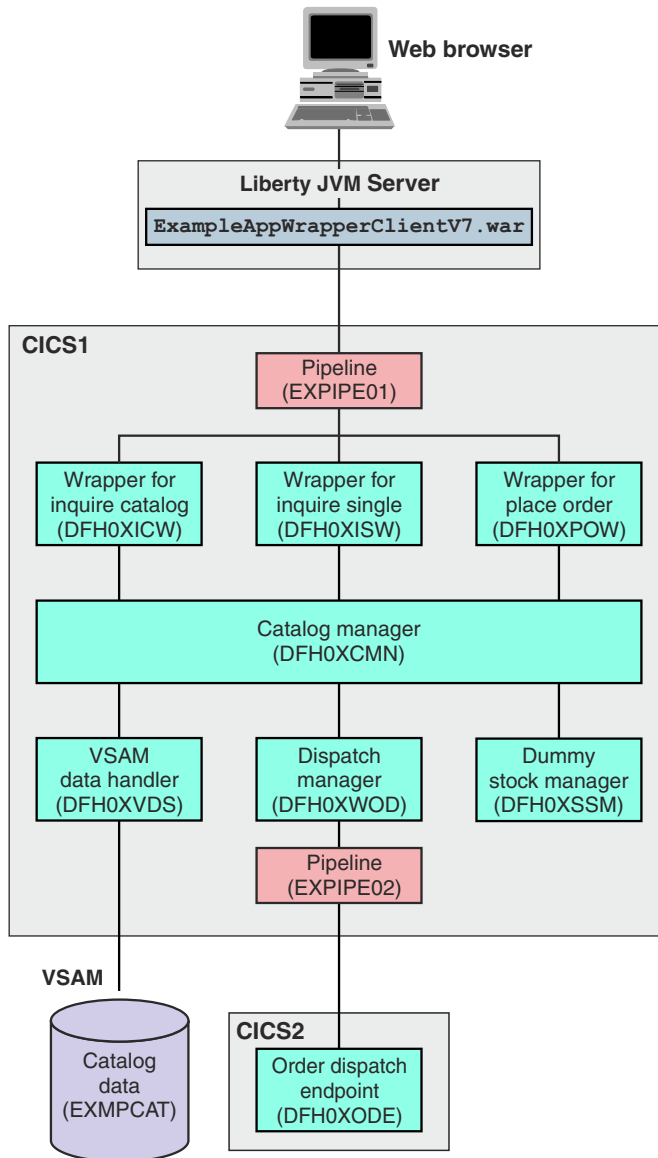 Web browser
Liberty JVM Server
ExampleAppWrapperClientV7.war
CICS1
Pipeline
(EXPIPE01)
Wrapper for
inquire catalog
(DFH0XICW)
Wrapper for
inquire single
(DFH0XISW)
Wrapper for
place order
(DFH0XPOW)
Catalog manager
(DFH0XCMN)
VSAM
data handler
(DFH0XVDS)
Dispatch
manager
(DFH0XWOD)
Dummy
stock manager
(DFH0XSSM)
Pipeline
(EXPIPE02)
VSAM
Catalog
data
(EXMPCAT)
CICS2
Order dispatch
endpoint
(DFH0XODE)